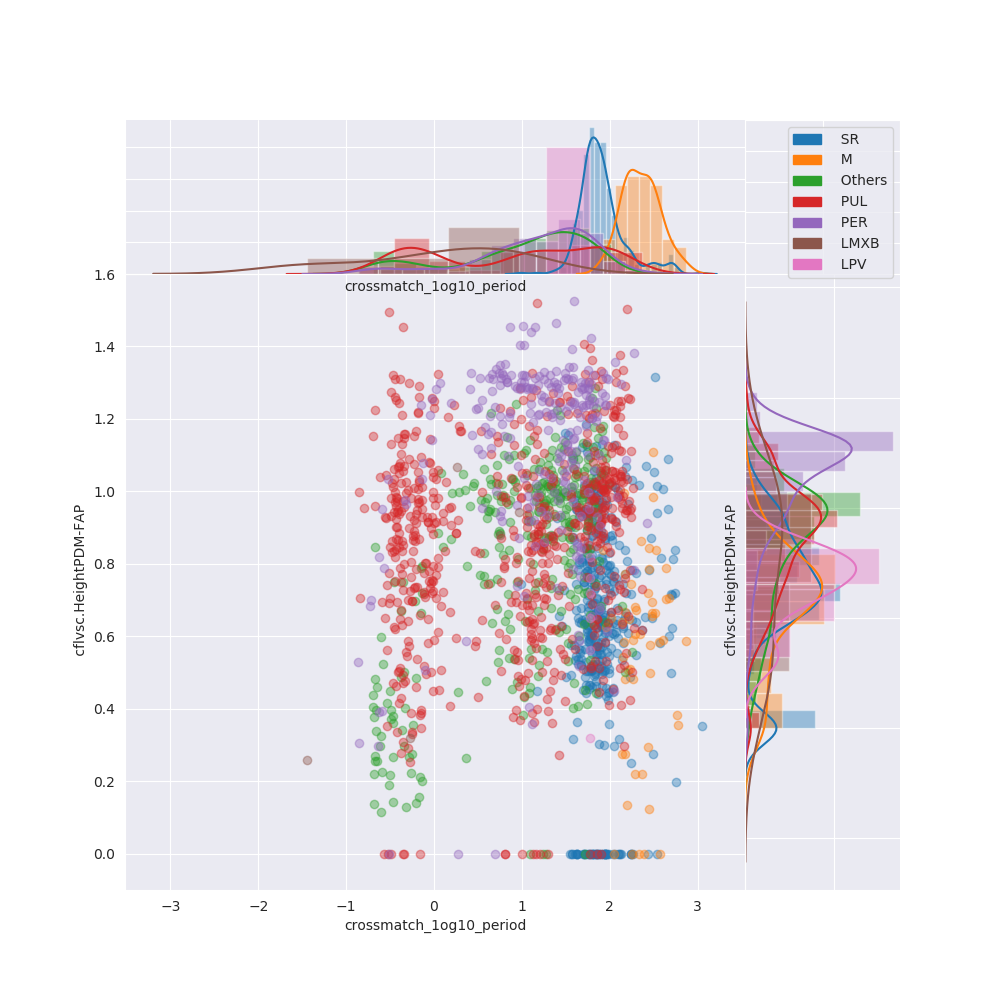 SR
M
Others
PUL
PER
LMXB
LPV
crossmatch_1og10_period
1.6
1.4
1.2
1.0
0.8
0.6
0.4
0.2
0.0
cflvsc.HeightPDM-FAP
cflvsc.HeightPDM-FAP
−3 −2 −1 0 1 2 3
crossmatch_1og10_period